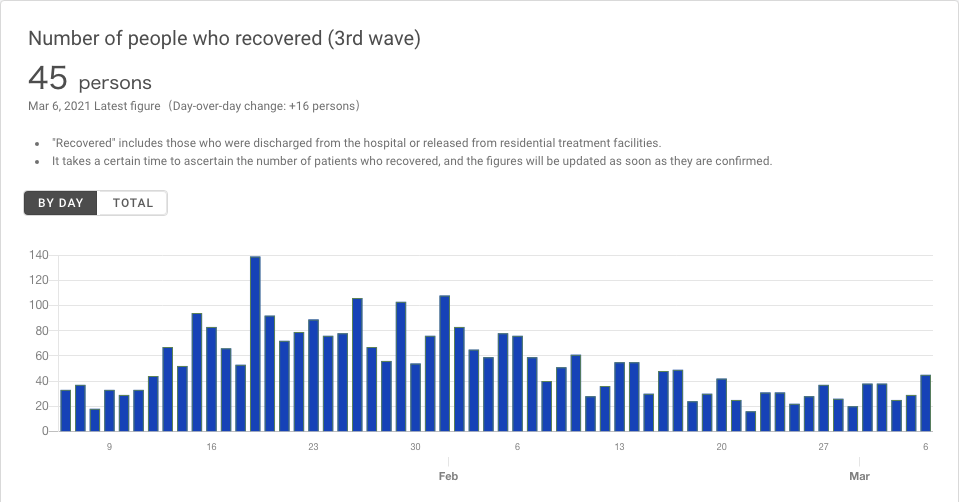 Number of people who recovered (3rd wave)
45 persons
Mar 6, 2021 Latest figure（Day-over-day change: +16 persons）
• "Recovered" includes those who were discharged from the hospital or released from residential treatment facilities.
• It takes a certain time to ascertain the number of patients who recovered, and the figures will be updated as soon as they are confirmed.
BY DAY TOTAL
140
120
100
80
60
40
20
0
9 16 23 30 6 13 20 27 6
Feb Mar